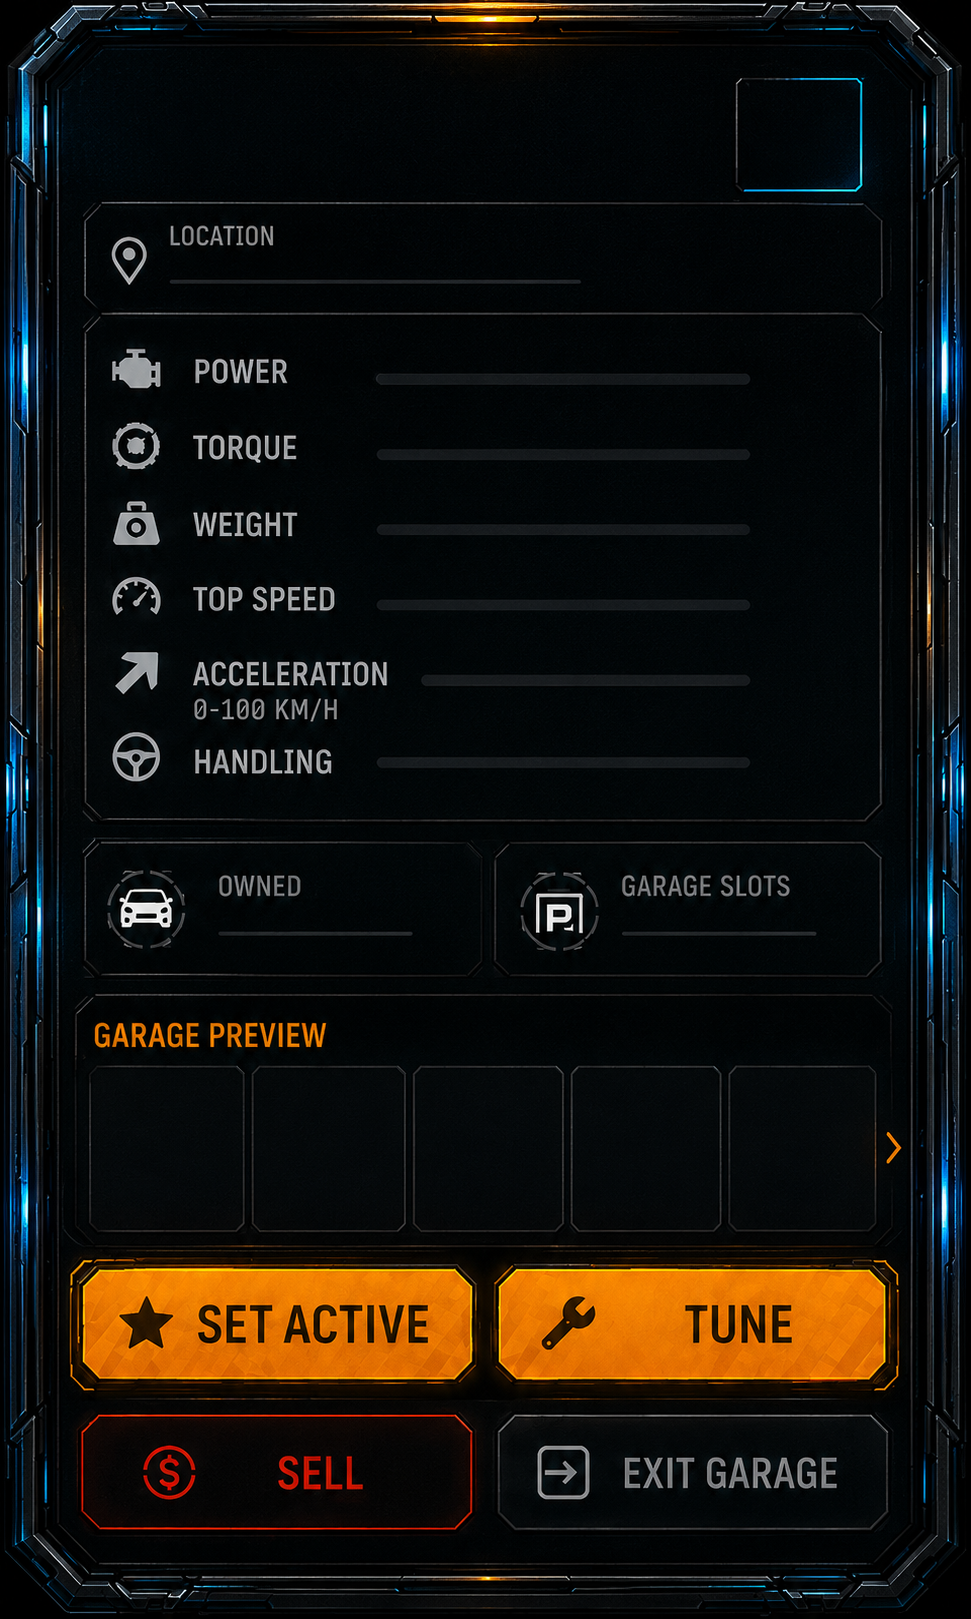 LOCATION
POWER
TORQUE
WEIGHT
TOP SPEED
ACCELERATION
0-100 KM/H
HANDLING
OWNED
P
GARAGE SLOTS
GARAGE PREVIEW
SET ACTIVE
TUNE
$ SELL
EXIT GARAGE